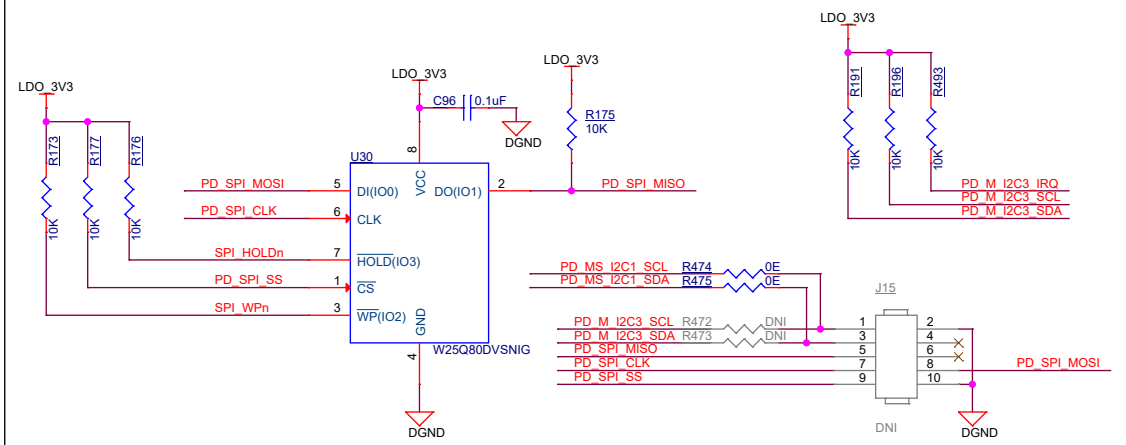 LDO_3V3
R173
R177
R176
10K
10K
10K
LDO_3V3
C96
0.1uF
DGND
LDO_3V3
R175
10K
U30
PD_SPI_MOSI
5
DI(IO0)
VCC
8
DO(IO1)
2
PD_SPI_MISO
PD_SPI_CLK
6
CLK
SPI_HOLDn
7
HOLD(IO3)
PD_SPI_SS
1
CS
SPI_WPn
3
WP(IO2)
GND
4
W25Q80DVSNIG
DGND
LDO_3V3
R191
R196
R493
10K
10K
10K
PD_M_I2C3_IRQ
PD_M_I2C3_SCL
PD_M_I2C3_SDA
PD_MS_I2C1_SCL R474 0E
PD_MS_I2C1_SDA R475 0E
J15
PD_M_I2C3_SCL R472 DNI 1 2
PD_M_I2C3_SDA R473 DNI 3 4
PD_SPI_MISO 5 6
PD_SPI_CLK 7 8 PD_SPI_MOSI
PD_SPI_SS 9 10
DNI
DGND